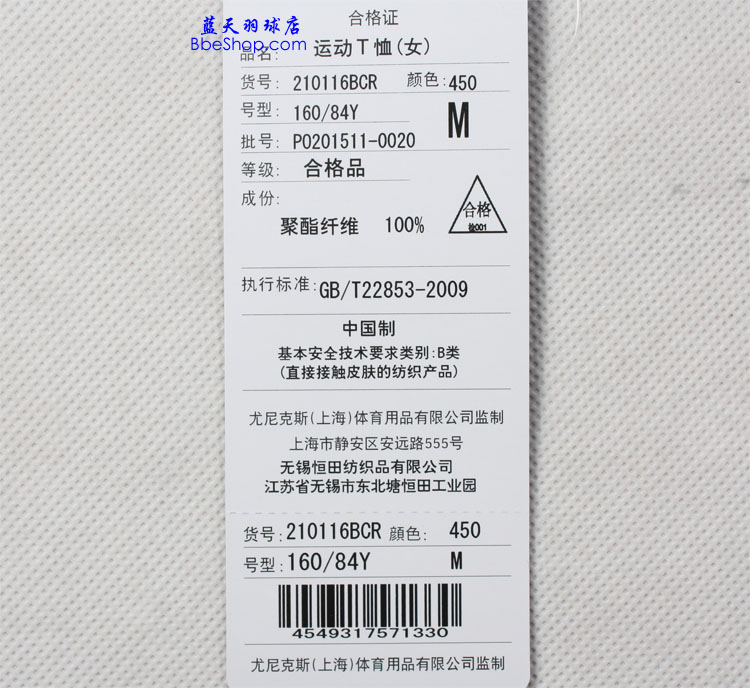 蓝天羽球店
BbeShop.com
合格证
品名: 运动T恤(女)
货号: 210116BCR 颜色:450
号型: 160/84Y M
批号: PO201511-0020
等级: 合格品
成份:
聚酯纤维 100%
合格
检001
执行标准:GB/T22853-2009
中国制
基本安全技术要求类别:B类
(直接接触皮肤的纺织产品)
尤尼克斯(上海)体育用品有限公司监制
上海市静安区安远路555号
无锡恒田纺织品有限公司
江苏省无锡市东北塘恒田工业园
货号:210116BCR 顔色: 450
号型:160/84Y M
4549317571330
尤尼克斯(上海)体育用品有限公司监制